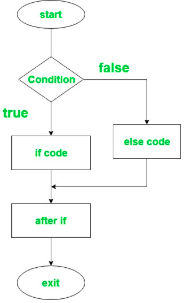 start
Condition
false
true
else code
if code
after if
exit